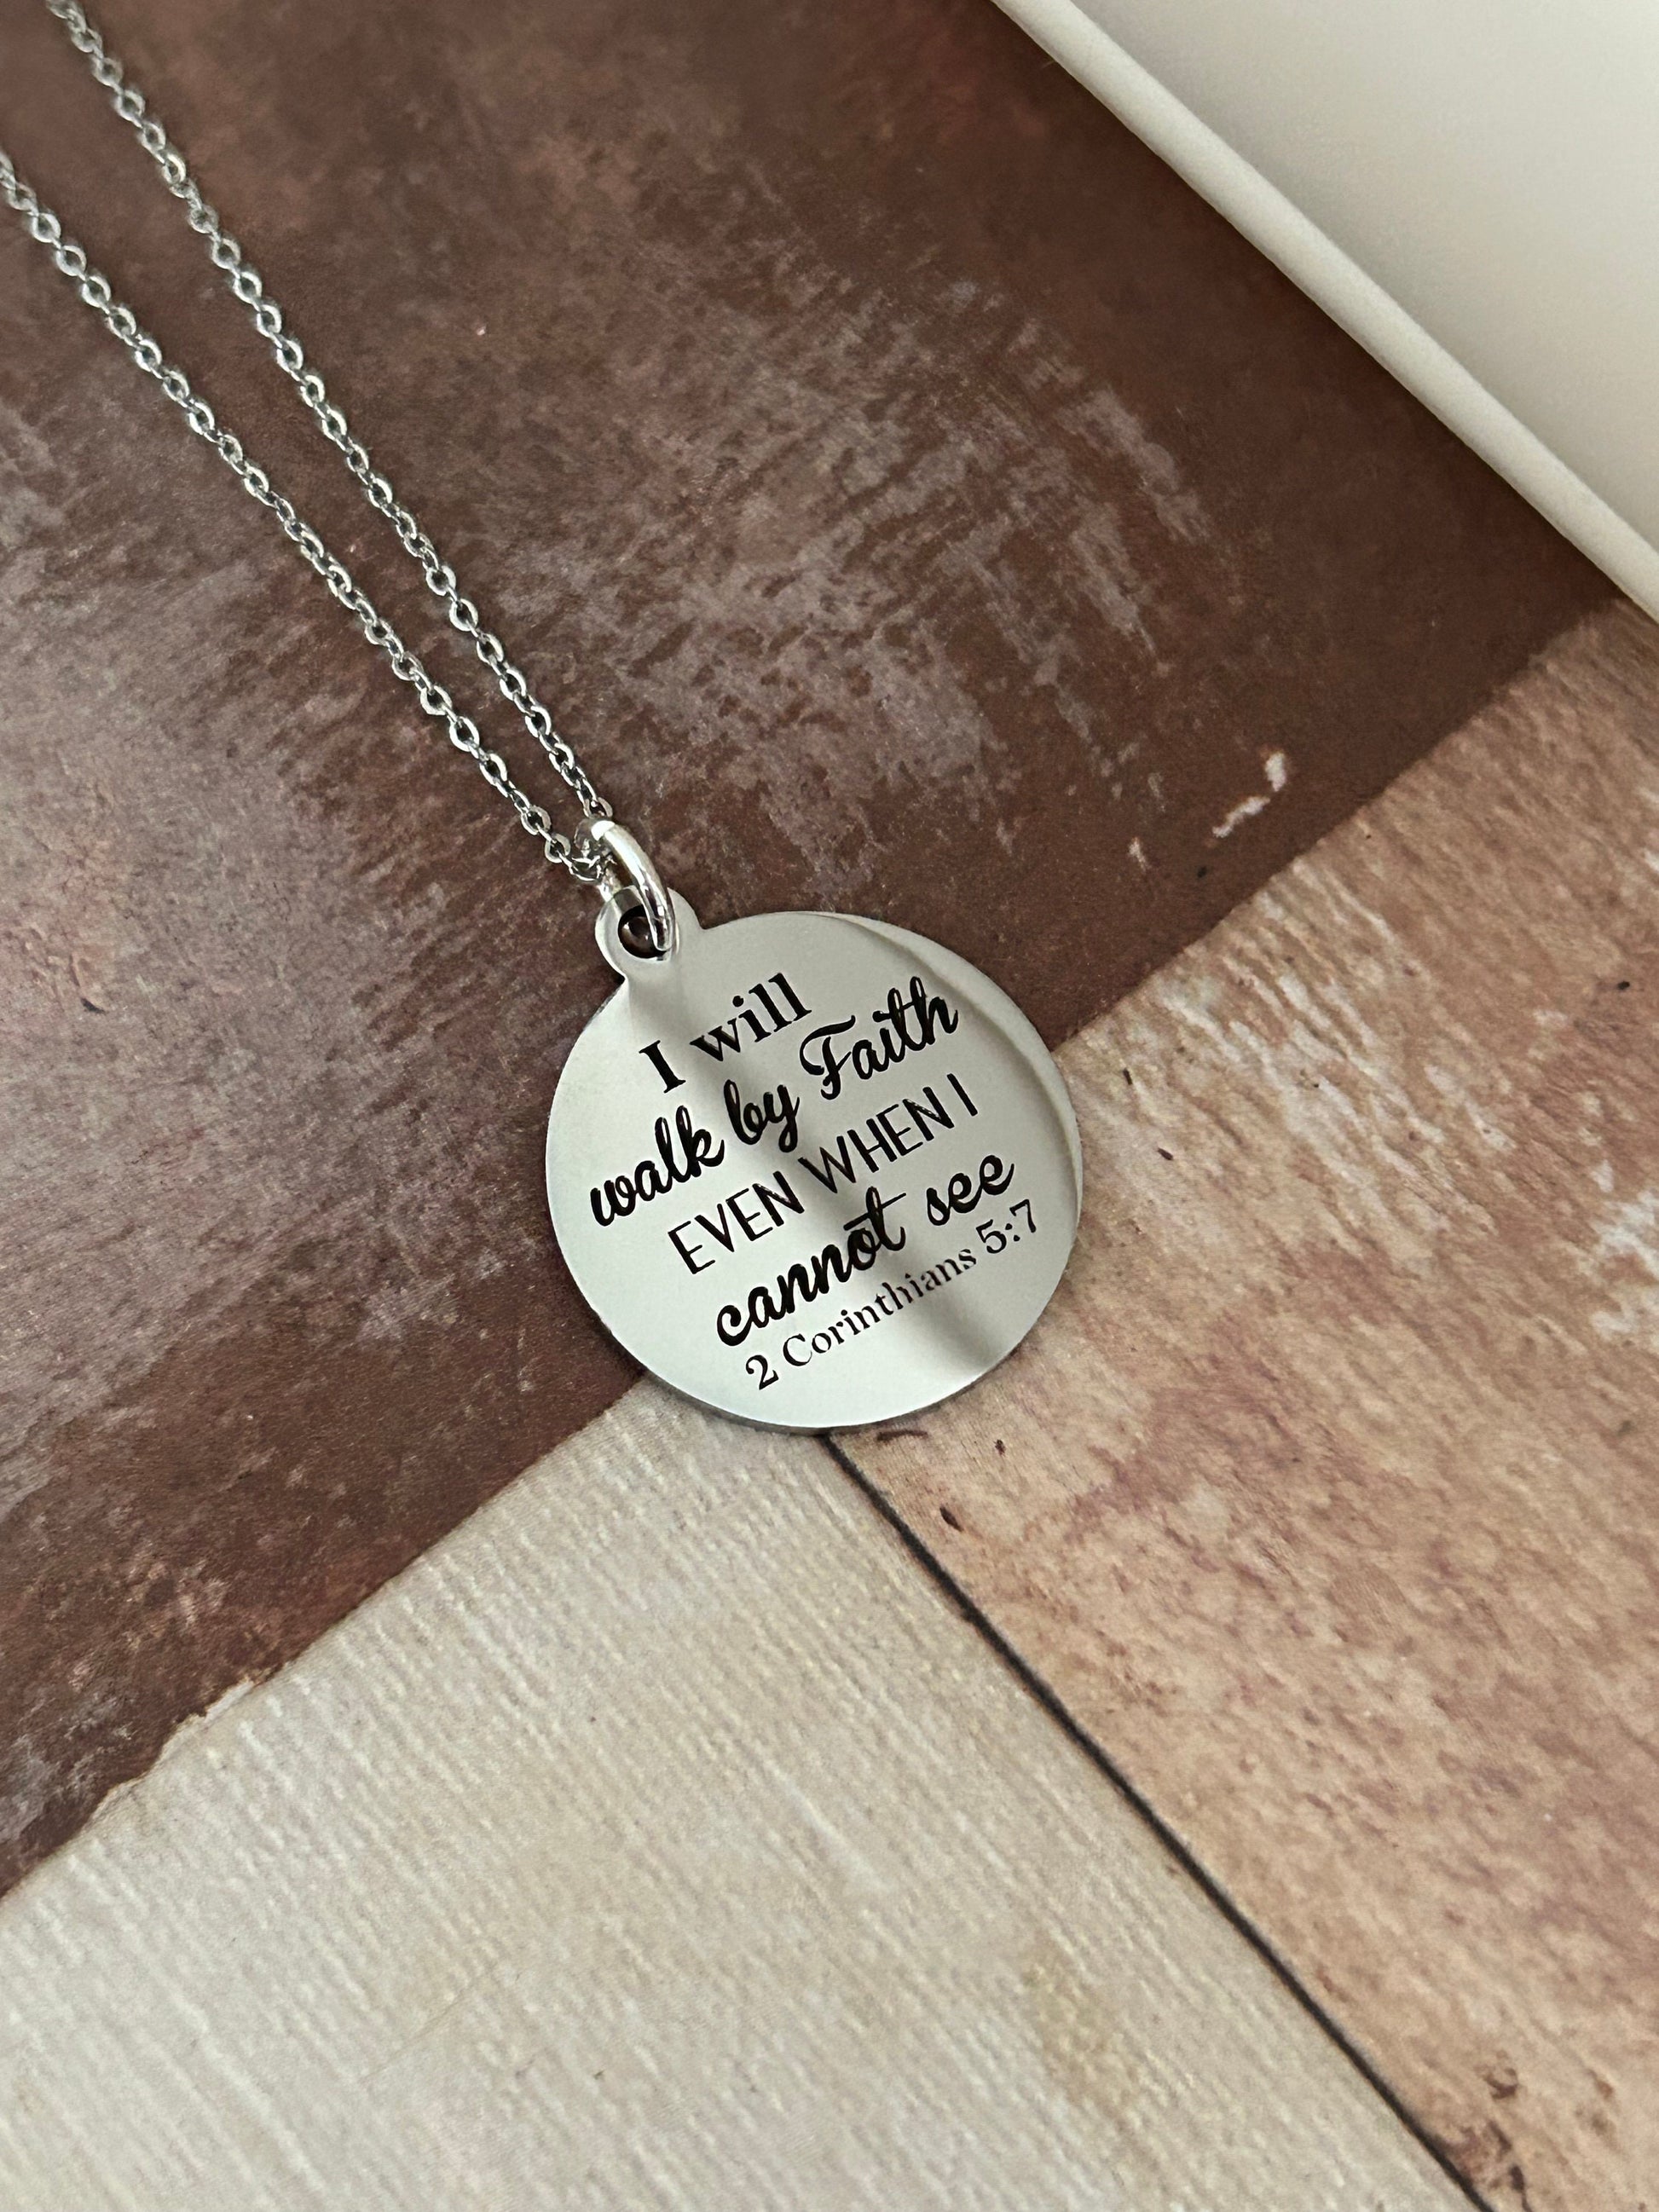 I will
walk by Faith
EVEN WHEN I
cannot see
2 Corinthians 5:7